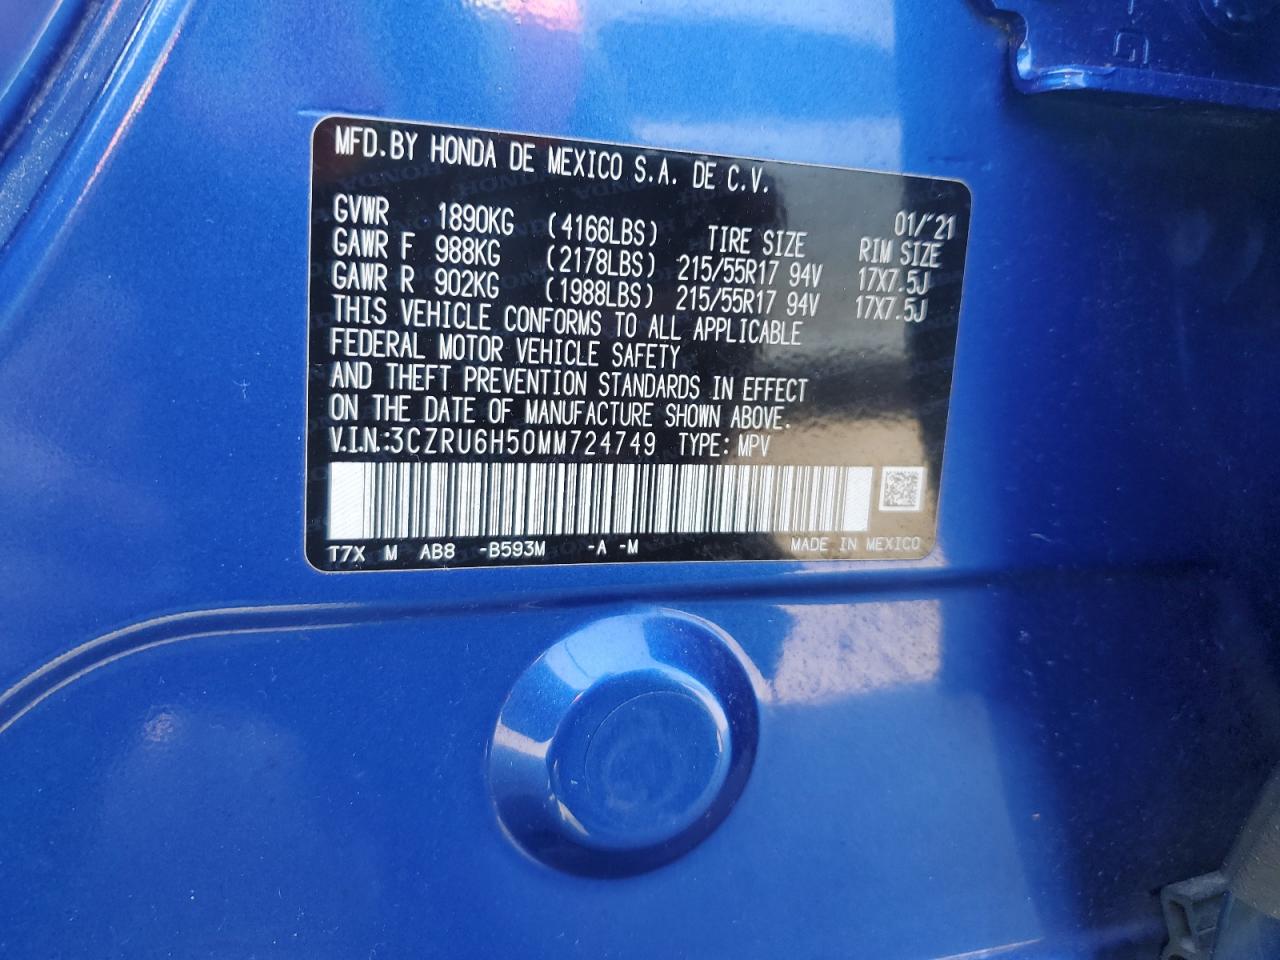 MFD.BY HONDA DE MEXICO S.A. DE C.V.
01/'21
GVWR 1890KG (4166LBS) TIRE SIZE RIM SIZE
GAWR F 988KG (2178LBS) 215/55R17 94V 17X7.5J
GAWR R 902KG (1988LBS) 215/55R17 94V 17X7.5J
THIS VEHICLE CONFORMS TO ALL APPLICABLE
FEDERAL MOTOR VEHICLE SAFETY
AND THEFT PREVENTION STANDARDS IN EFFECT
ON THE DATE OF MANUFACTURE SHOWN ABOVE.
V.I.N.:3CZRU6H50MM724749 TYPE: MPV
T7X M AB8 -B593M -A -M MADE IN MEXICO